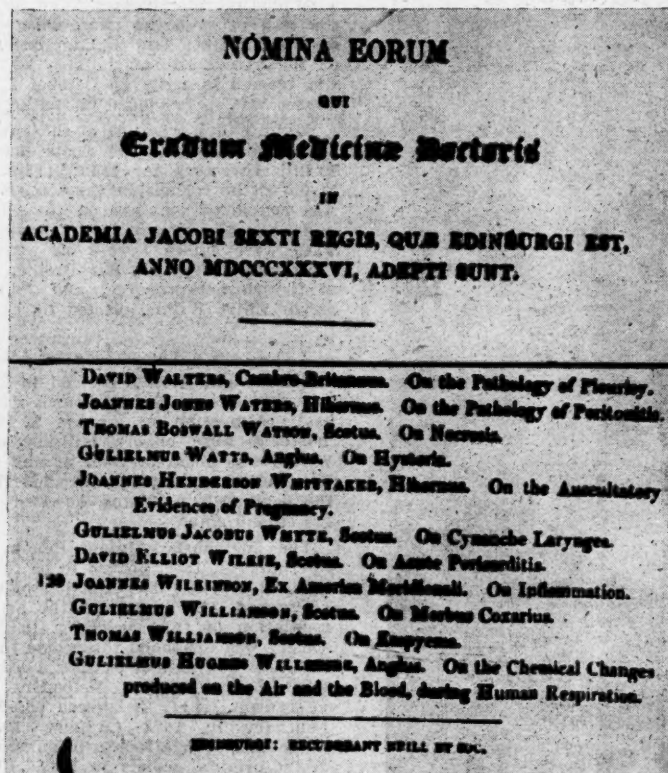 NOMINA EORUM
QUI
Gradum Medicinæ Doctoris
IN
ACADEMIA JACOBI SEXTI REGIS, QUÆ EDINBURGI EST,
ANNO MDCCCXXXVI, ADEPTI SUNT.
DAVID WALTERS, Cambro-Britannus. On the Pathology of Pleurisy.
JOANNES JONES WATERS, Hibernus. On the Pathology of Peritonitis.
THOMAS BOSWALL WATSON, Scotus. On Necrosis.
GULIELMUS WATTS, Anglus. On Hysteria.
JOANNES HENDERSON WHITTAKER, Hibernus. On the Auscultatory
Evidences of Pregnancy.
GULIELMUS JACOBUS WHYTE, Scotus. On Cynanche Laryngea.
DAVID ELLIOT WILKIE, Scotus. On Acute Pericarditis.
120 JOANNES WILKINSON, Ex America Meridionali. On Inflammation.
GULIELMUS WILLIAMSON, Scotus. On Morbus Coxarius.
THOMAS WILLIAMSON, Scotus. On Empyema.
GULIELMUS HUGHES Anglus. On the Chemical Changes
produced on the Air and the Blood, during Human Respiration.
EDINBURGI: EXCUDEBANT NEILL ET SOC.